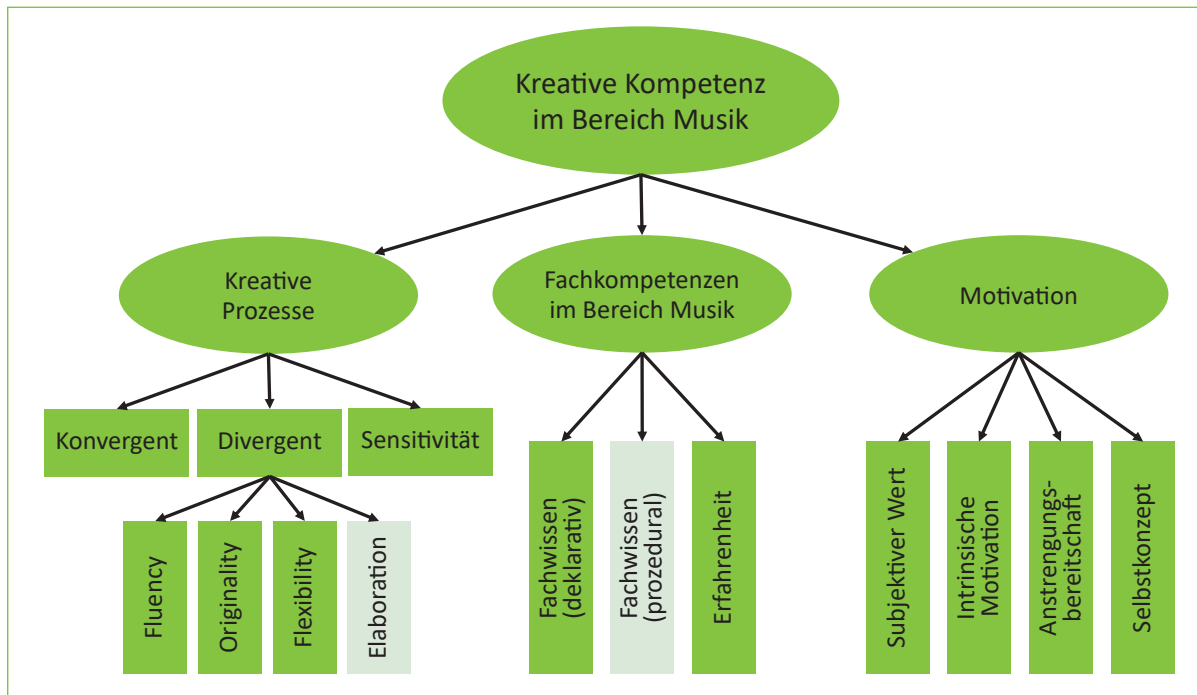 Kreative Kompetenz
im Bereich Musik
Kreative
Prozesse
Fachkompetenzen
im Bereich Musik
Motivation
Konvergent
Divergent
Sensitivität
Fluency
Originality
Flexibility
Elaboration
Fachwissen
(deklarativ)
Fachwissen
(prozedural)
Erfahrenheit
Subjektiver Wert
Intrinsische
Motivation
Anstrengungs-
bereitschaft
Selbstkonzept